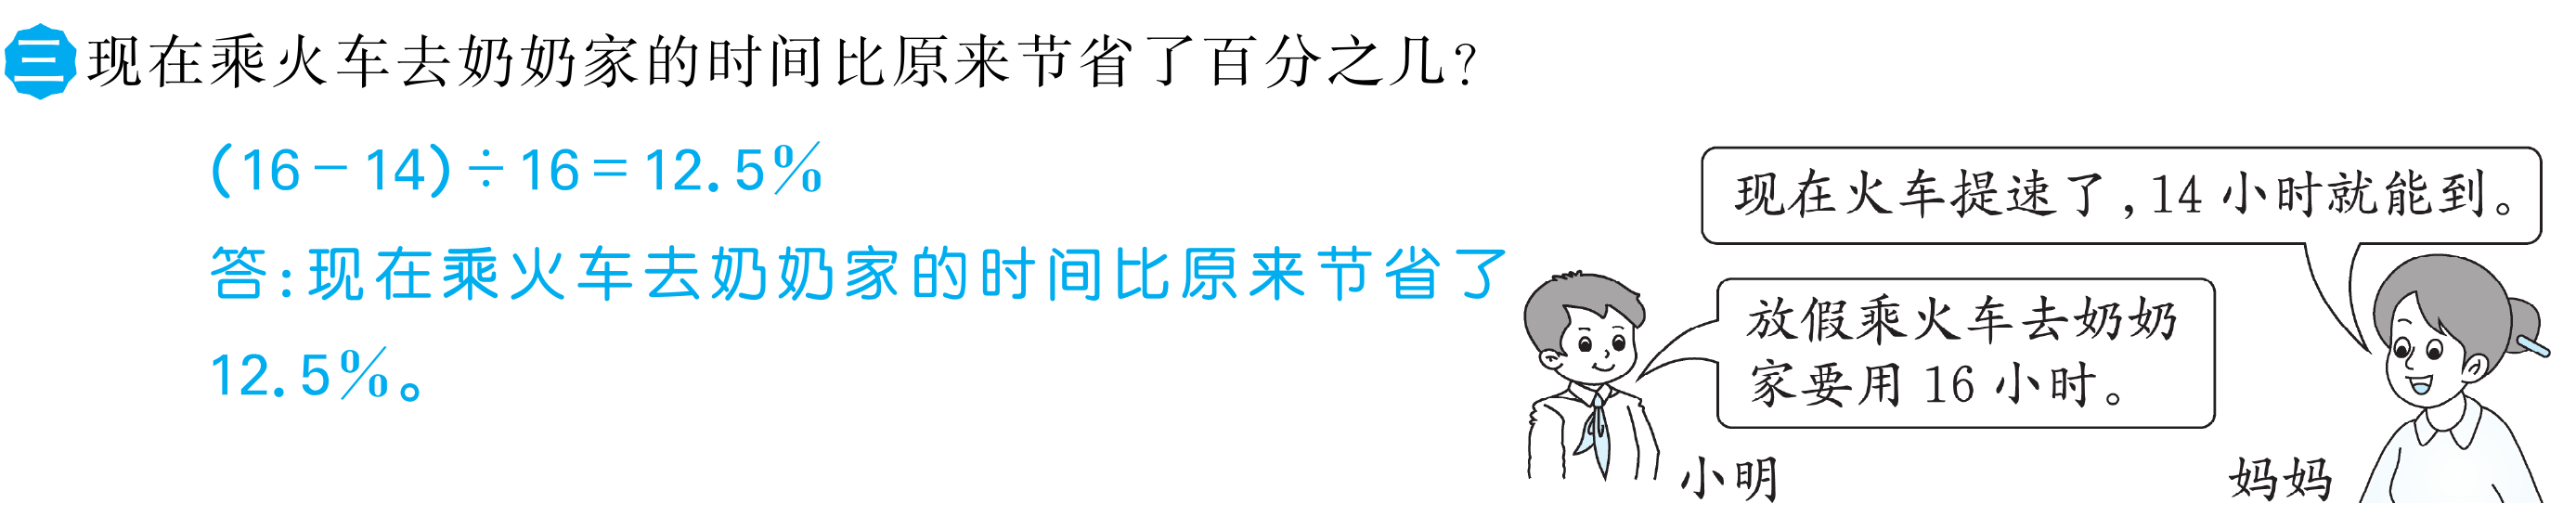 三 现在乘火车去奶奶家的时间比原来节省了百分之几?
(16-14)÷16=12.5%
答:现在乘火车去奶奶家的时间比原来节省了
12.5%。
现在火车提速了,14 小时就能到。
放假乘火车去奶奶
家要用 16 小时。
小明
妈妈